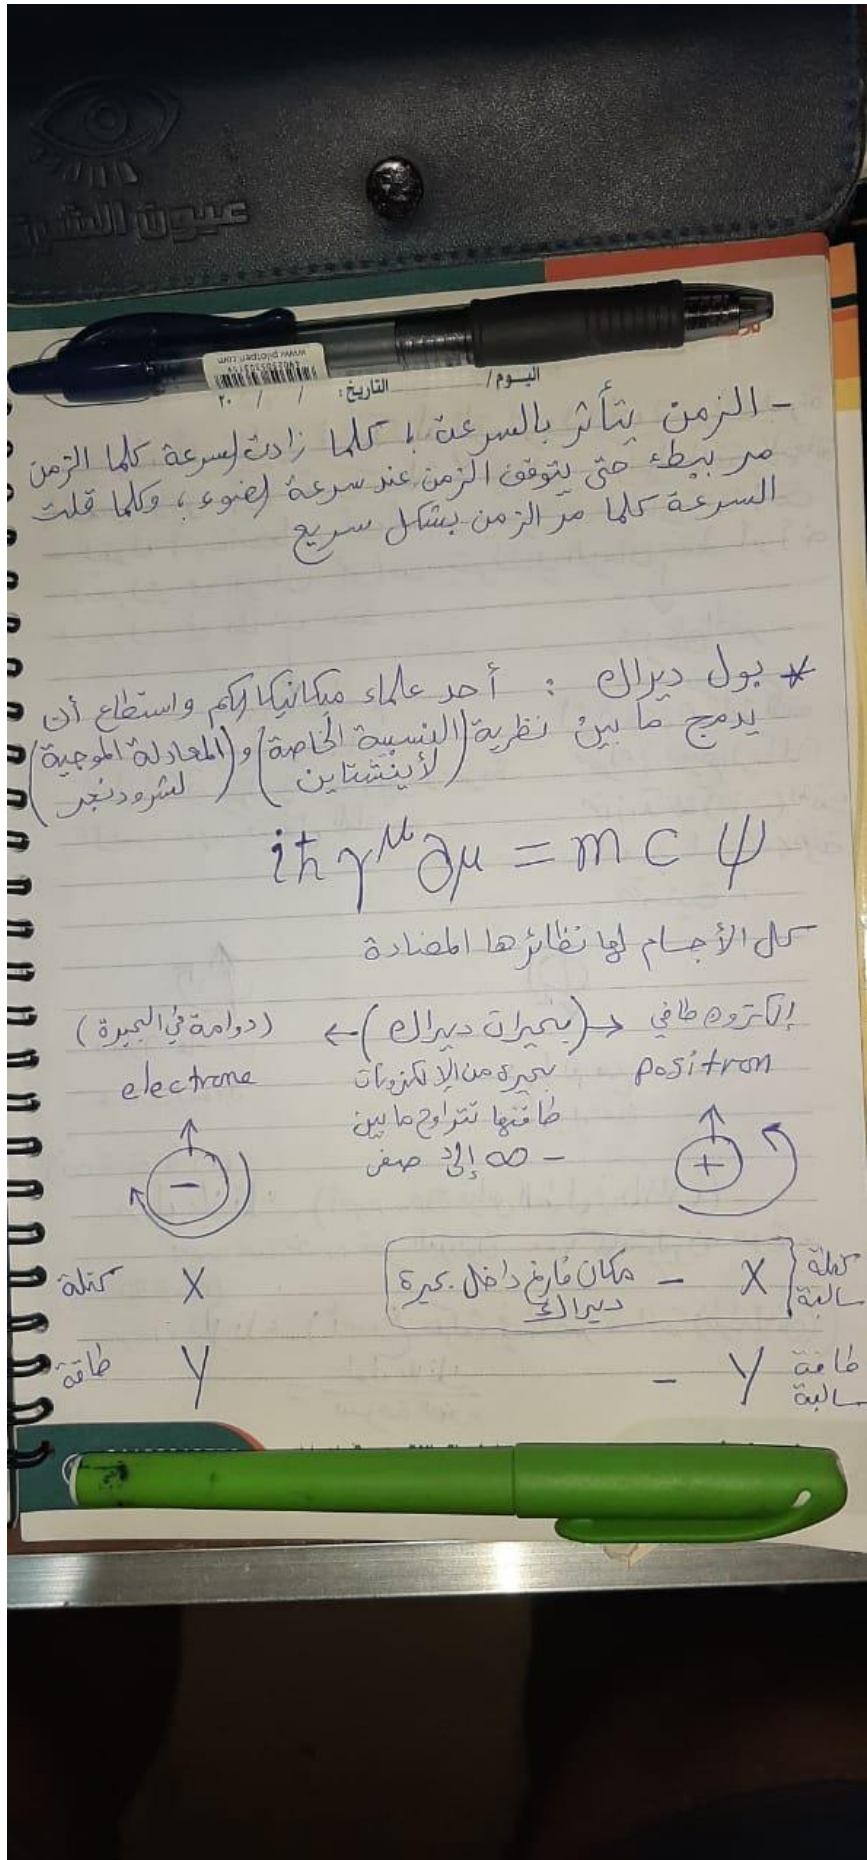 عيون الشرق
www.pilotpen.com
اليوم / التاريخ : / / ٢٠
- الزمن يتأثر بالسرعة ، كلما زادت السرعة كلما الزمن
مر ببطء حتى يتوقف الزمن عند سرعة الضوء ، وكلما قلت
السرعة كلما مرّ الزمن بشكل سريع
* بول ديراك : أحد علماء ميكانيكا الكم واستطاع أن
يدمج ما بين نظرية (النسبية الخاصة) و (المعادلة الموجية)
(لأينشتاين) (لشرودنجر)
iħγ^μ ∂μ = m c ψ
كل الأجسام لها نظائرها المضادة
إلكترون طافي <- (بحيرات ديراك) -> (دوامة في البحيرة)
positron بحيرة من الإلكترونات electrone
طاقتها تتراوح ما بين
- ∞ إلى صفر
+ -
كتلة سالبة X - مكان فارغ داخل بحيرة ديراك X كتلة
طاقة سالبة Y - Y طاقة